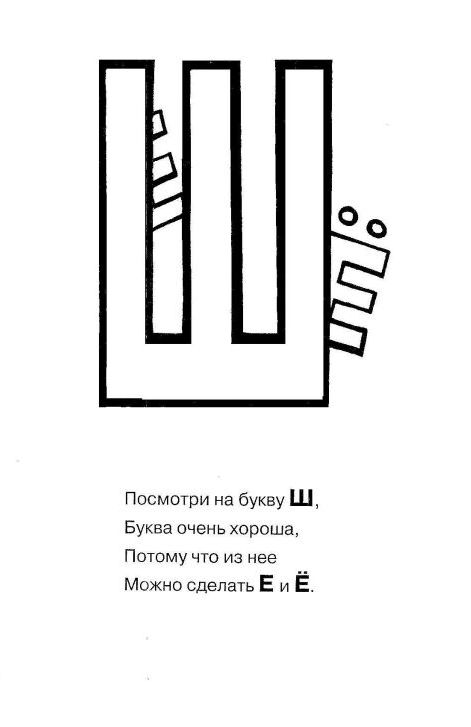 Ш
Ё
Посмотри на букву Ш,
Буква очень хороша,
Потому что из нее
Можно сделать Е и Ё.